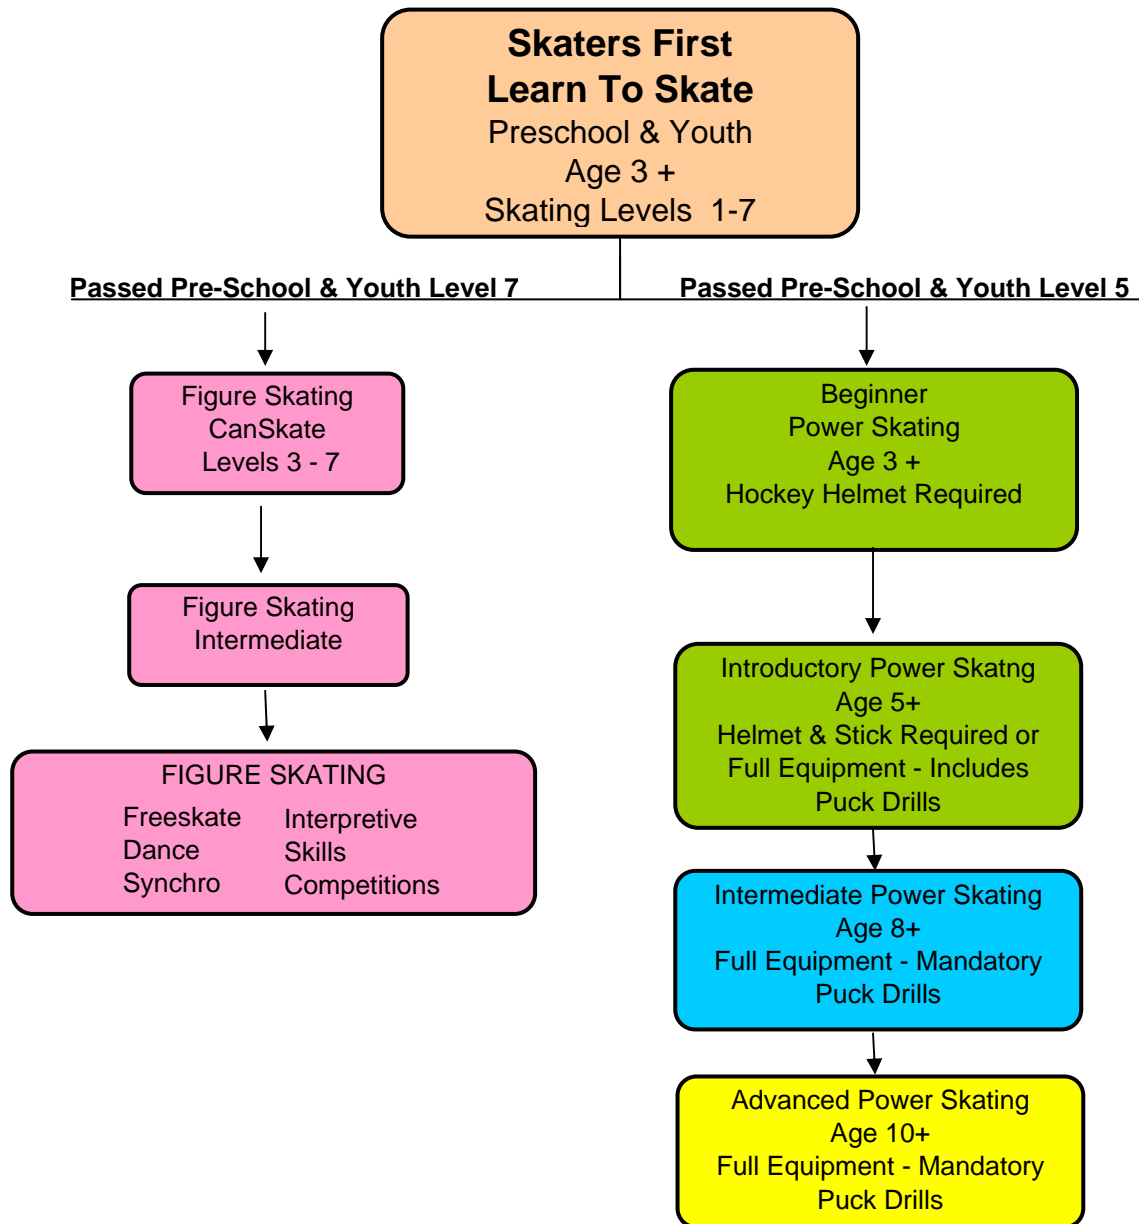 Skaters First
Learn To Skate
Preschool & Youth
Age 3 +
Skating Levels 1-7
Passed Pre-School & Youth Level 7
Passed Pre-School & Youth Level 5
Figure Skating
CanSkate
Levels 3 - 7
Figure Skating
Intermediate
FIGURE SKATING
Freeskate Interpretive
Dance Skills
Synchro Competitions
Beginner
Power Skating
Age 3 +
Hockey Helmet Required
Introductory Power Skatng
Age 5+
Helmet & Stick Required or
Full Equipment - Includes
Puck Drills
Intermediate Power Skating
Age 8+
Full Equipment - Mandatory
Puck Drills
Advanced Power Skating
Age 10+
Full Equipment - Mandatory
Puck Drills